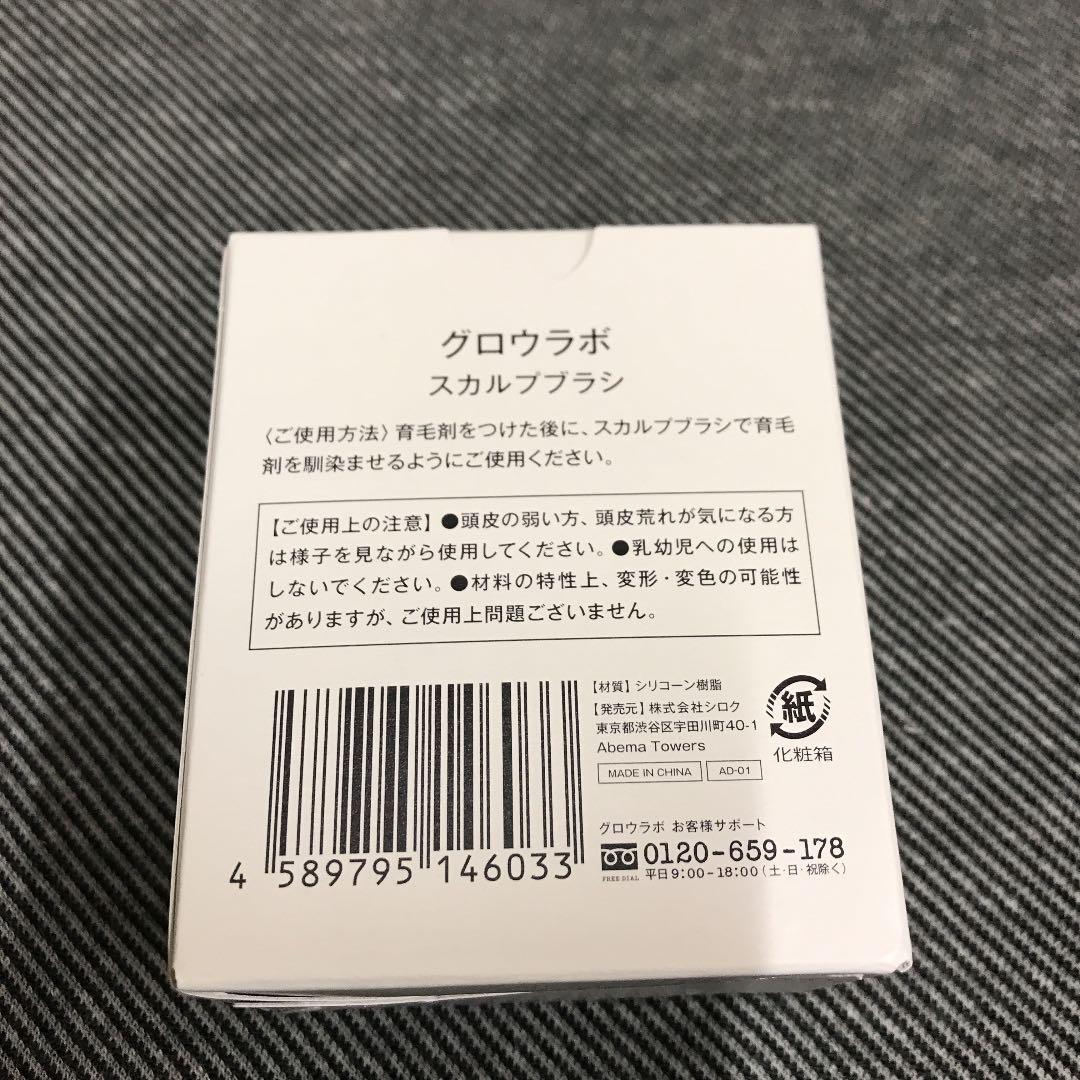 グロウラボ
スカルプブラシ
〈ご使用方法〉育毛剤をつけた後に、スカルプブラシで育毛
剤を馴染ませるようにご使用ください。
【ご使用上の注意】●頭皮の弱い方、頭皮荒れが気になる方
は様子を見ながら使用してください。●乳幼児への使用は
しないでください。●材料の特性上、変形・変色の可能性
がありますが、ご使用上問題ございません。
【材質】シリコーン樹脂
【発売元】株式会社シロク
東京都渋谷区宇田川町40-1
Abema Towers
MADE IN CHINA AD-01
紙
化粧箱
グロウラボ お客様サポート
FREE DIAL 0120-659-178
平日9:00-18:00(土・日・祝除く)
4 589795 146033